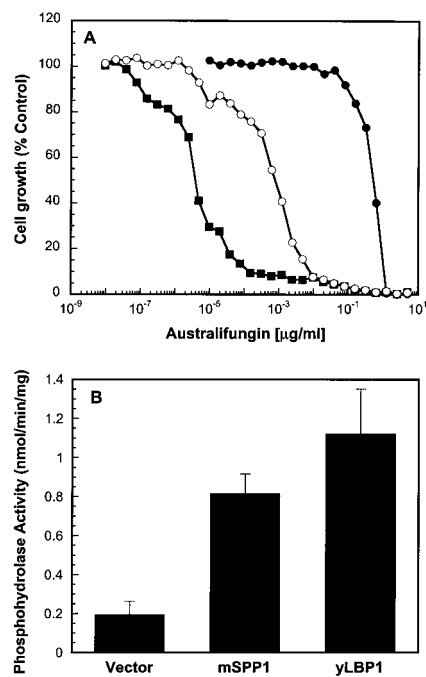 A
Cell growth (% Control)
120
100
80
60
40
20
0
10⁻⁹ 10⁻⁷ 10⁻⁵ 10⁻³ 10⁻¹ 10¹
Australifungin [µg/ml]
B
Phosphohydrolase Activity (nmol/min/mg)
1.4
1.2
1
0.8
0.6
0.4
0.2
0
Vector mSPP1 yLBP1